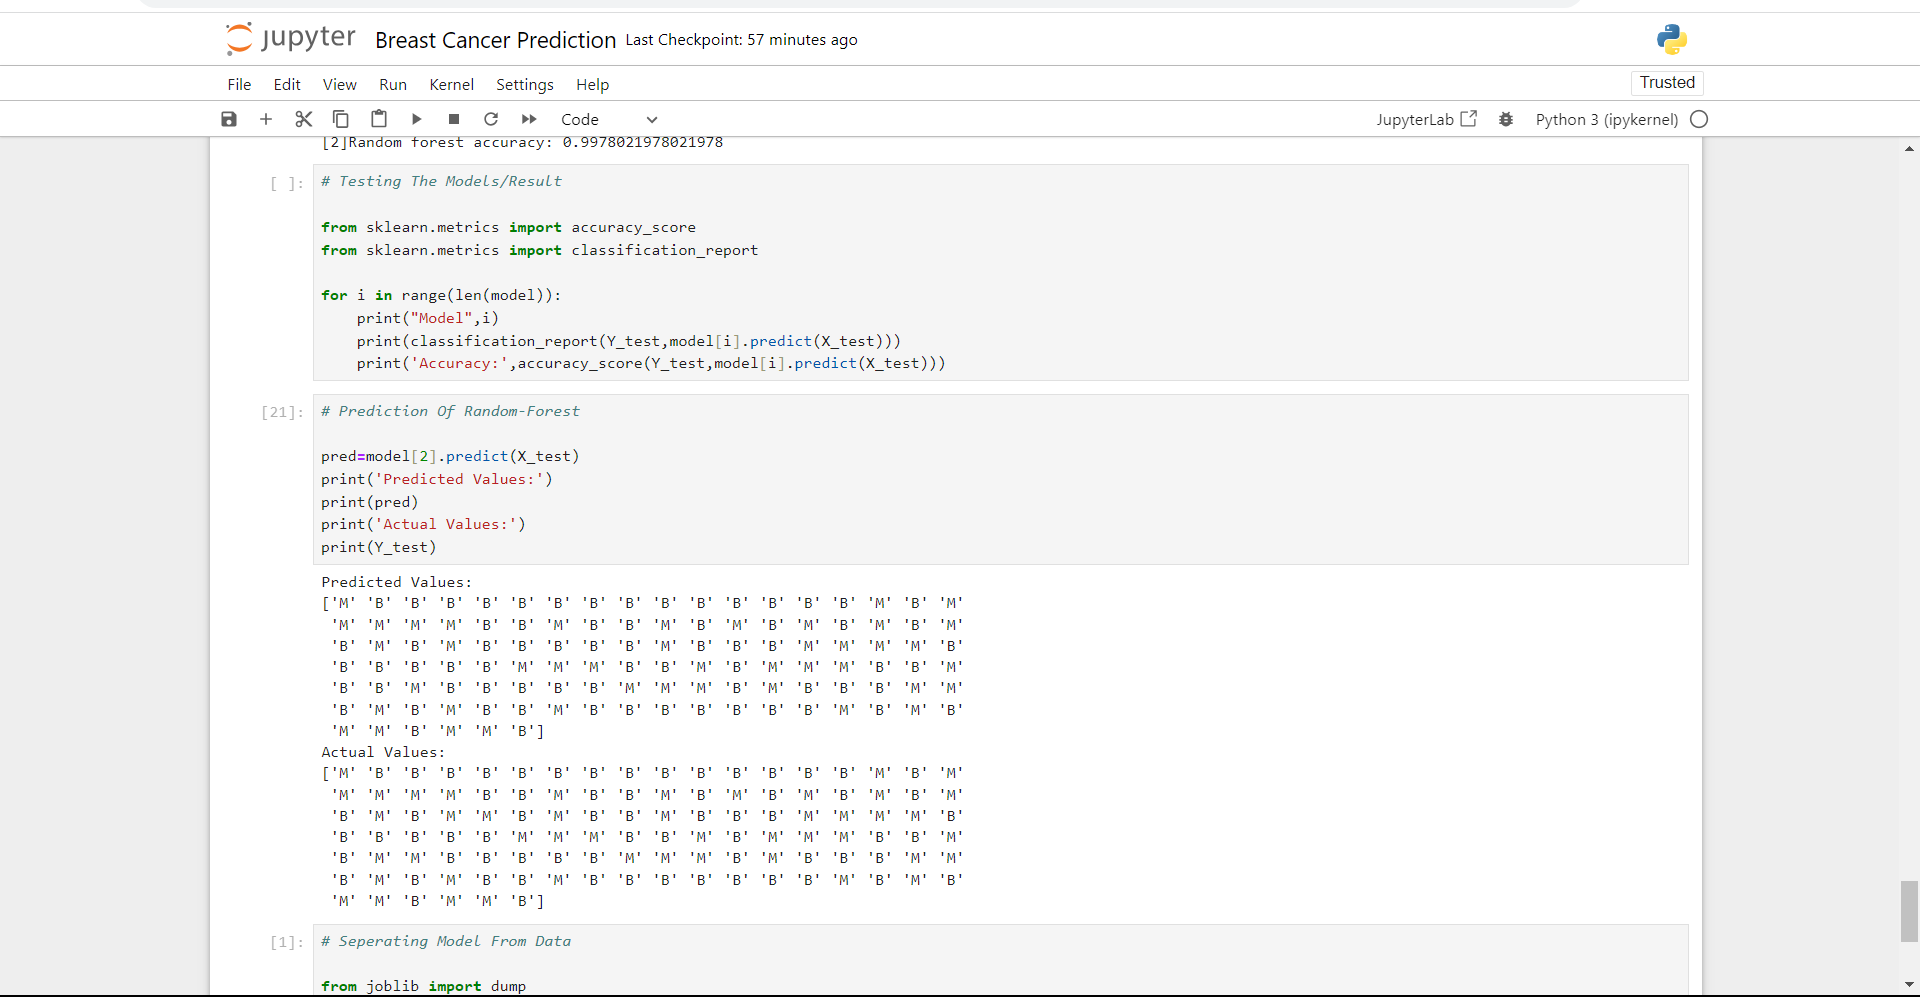 jupyter Breast Cancer Prediction Last Checkpoint: 57 minutes ago
File Edit View Run Kernel Settings Help Trusted
Code JupyterLab Python 3 (ipykernel)
[2]Random forest accuracy: 0.9978021978021978
[ ]: # Testing The Models/Result
from sklearn.metrics import accuracy_score
from sklearn.metrics import classification_report
for i in range(len(model)):
    print("Model",i)
    print(classification_report(Y_test,model[i].predict(X_test)))
    print('Accuracy:',accuracy_score(Y_test,model[i].predict(X_test)))
[21]: # Prediction Of Random-Forest
pred=model[2].predict(X_test)
print('Predicted Values:')
print(pred)
print('Actual Values:')
print(Y_test)
Predicted Values:
['M' 'B' 'B' 'B' 'B' 'B' 'B' 'B' 'B' 'B' 'B' 'B' 'B' 'B' 'B' 'M' 'B' 'M'
 'M' 'M' 'M' 'M' 'B' 'B' 'M' 'B' 'B' 'M' 'B' 'M' 'B' 'M' 'B' 'M' 'B' 'M'
 'B' 'M' 'B' 'M' 'B' 'B' 'B' 'B' 'B' 'M' 'B' 'B' 'B' 'M' 'M' 'M' 'M' 'B'
 'B' 'B' 'B' 'B' 'B' 'M' 'M' 'M' 'B' 'B' 'M' 'B' 'M' 'M' 'M' 'B' 'B' 'M'
 'B' 'B' 'M' 'B' 'B' 'B' 'B' 'B' 'M' 'M' 'M' 'B' 'M' 'B' 'B' 'B' 'M' 'M'
 'B' 'M' 'B' 'M' 'B' 'B' 'M' 'B' 'B' 'B' 'B' 'B' 'B' 'B' 'M' 'B' 'M' 'B'
 'M' 'M' 'B' 'M' 'M' 'B']
Actual Values:
['M' 'B' 'B' 'B' 'B' 'B' 'B' 'B' 'B' 'B' 'B' 'B' 'B' 'B' 'B' 'M' 'B' 'M'
 'M' 'M' 'M' 'M' 'B' 'B' 'M' 'B' 'B' 'M' 'B' 'M' 'B' 'M' 'B' 'M' 'B' 'M'
 'B' 'M' 'B' 'M' 'M' 'B' 'M' 'B' 'B' 'M' 'B' 'B' 'B' 'M' 'M' 'M' 'M' 'B'
 'B' 'B' 'B' 'B' 'B' 'M' 'M' 'M' 'B' 'B' 'M' 'B' 'M' 'M' 'M' 'B' 'B' 'M'
 'B' 'M' 'M' 'B' 'B' 'B' 'B' 'B' 'M' 'M' 'M' 'B' 'M' 'B' 'B' 'B' 'M' 'M'
 'B' 'M' 'B' 'M' 'B' 'B' 'M' 'B' 'B' 'B' 'B' 'B' 'B' 'B' 'M' 'B' 'M' 'B'
 'M' 'M' 'B' 'M' 'M' 'B']
[1]: # Seperating Model From Data
from joblib import dump